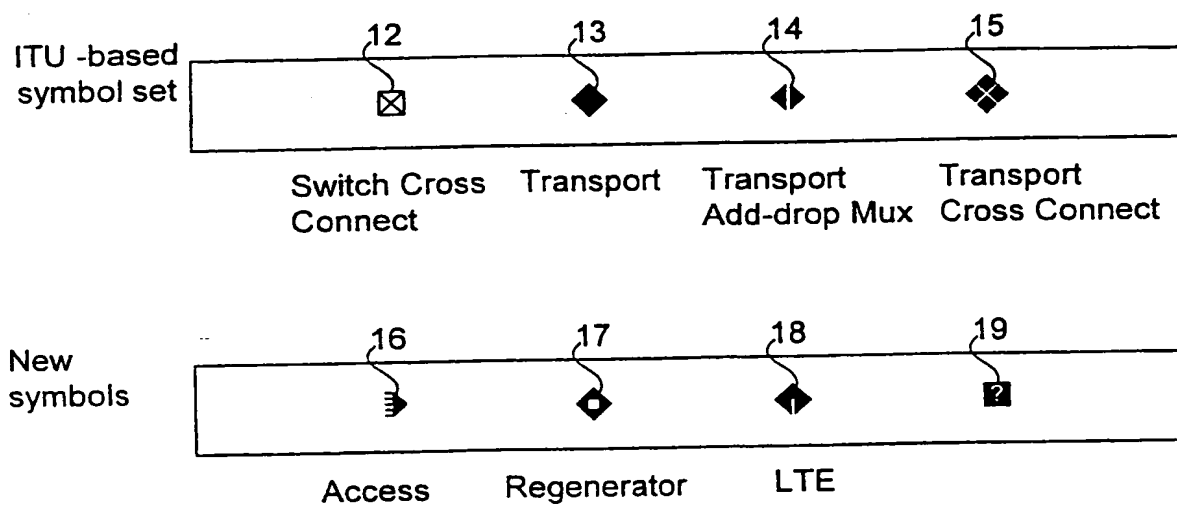 12 13 14 15
ITU -based
symbol set
Switch Cross
Connect
Transport
Transport
Add-drop Mux
Transport
Cross Connect
16 17 18 19
New
symbols
?
Access
Regenerator
LTE